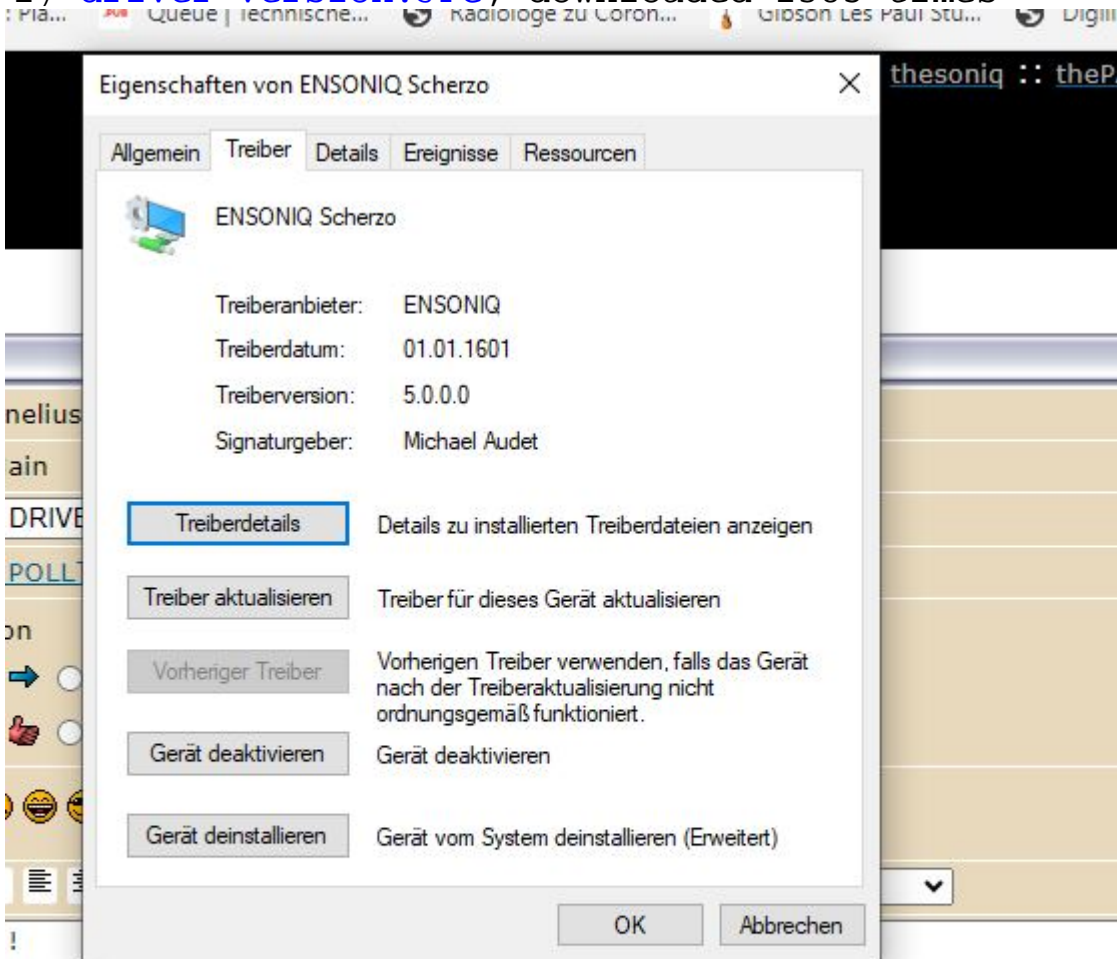 Queue | Technische... Radiologe zu Coron... Gibson Les Paul Stu...
Eigenschaften von ENSONIQ Scherzo
thesoniq :: theP
Allgemein Treiber Details Ereignisse Ressourcen
ENSONIQ Scherzo
Treiberanbieter: ENSONIQ
Treiberdatum: 01.01.1601
Treiberversion: 5.0.0.0
nelius
Signaturgeber: Michael Audet
ain
DRIVE
Treiberdetails Details zu installierten Treiberdateien anzeigen
POLL
Treiber aktualisieren Treiber für dieses Gerät aktualisieren
on
Vorheriger Treiber Vorherigen Treiber verwenden, falls das Gerät
nach der Treiberaktualisierung nicht
ordnungsgemäß funktioniert.
Gerät deaktivieren Gerät deaktivieren
Gerät deinstallieren Gerät vom System deinstallieren (Erweitert)
OK Abbrechen
!